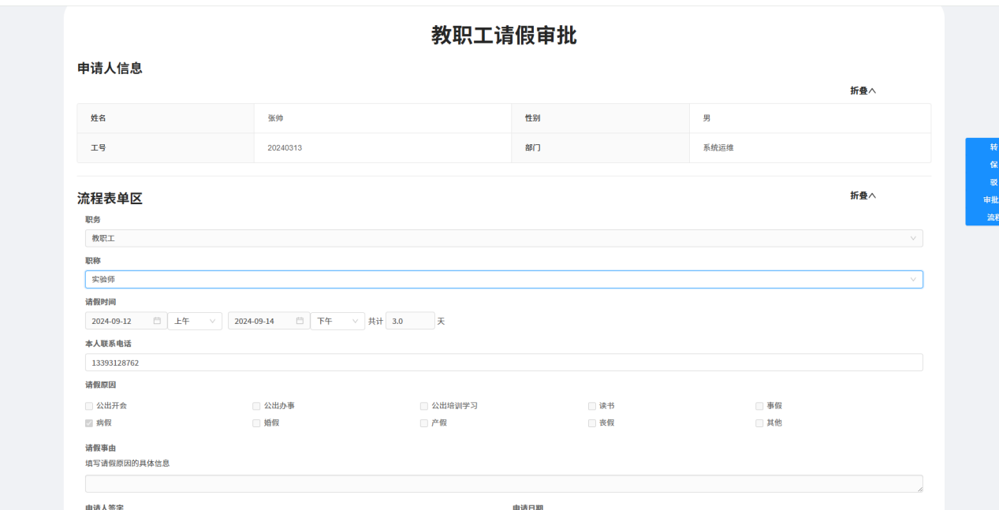 教职工请假审批
申请人信息
折叠
姓名 张帅 性别 男
工号 20240313 部门 系统运维
流程表单区
折叠
职务
教职工
职称
实验师
请假时间
2024-09-12 上午 2024-09-14 下午 共计 3.0 天
本人联系电话
13393128762
请假原因
公出开会 公出办事 公出培训学习 读书 事假
病假 婚假 产假 丧假 其他
请假事由
填写请假原因的具体信息
申请人签字 申请日期
转
保
驳
审批
流程